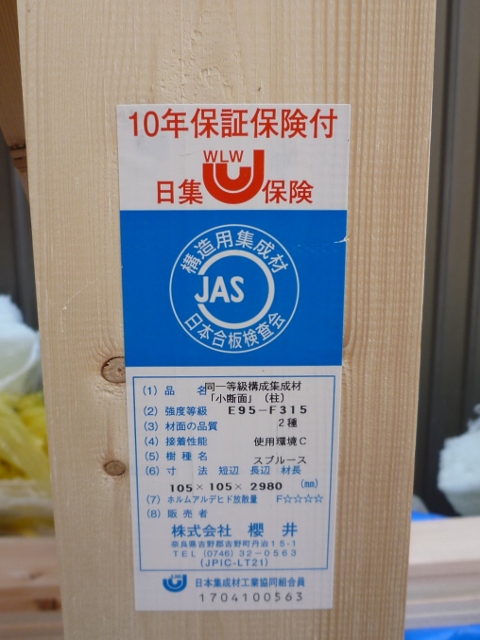 10年保証保険付
WLW
日集 保険
構造用集成材
JAS
日本合板検査会
(1) 品 名 同一等級構成集成材
「小断面」(柱)
(2) 強度等級 E95-F315
(3) 材面の品質 2種
(4) 接着性能 使用環境C
(5) 樹種名 スプルース
(6) 寸 法 短辺 長辺 材長
105×105×2980 (㎜)
(7) ホルムアルデヒド放散量 F☆☆☆☆
(8) 販売者
株式会社 櫻井
奈良県吉野郡吉野町丹治15-1
TEL (0746) 32-0563
(JPIC-LT21)
日本集成材工業協同組合員
1704100563